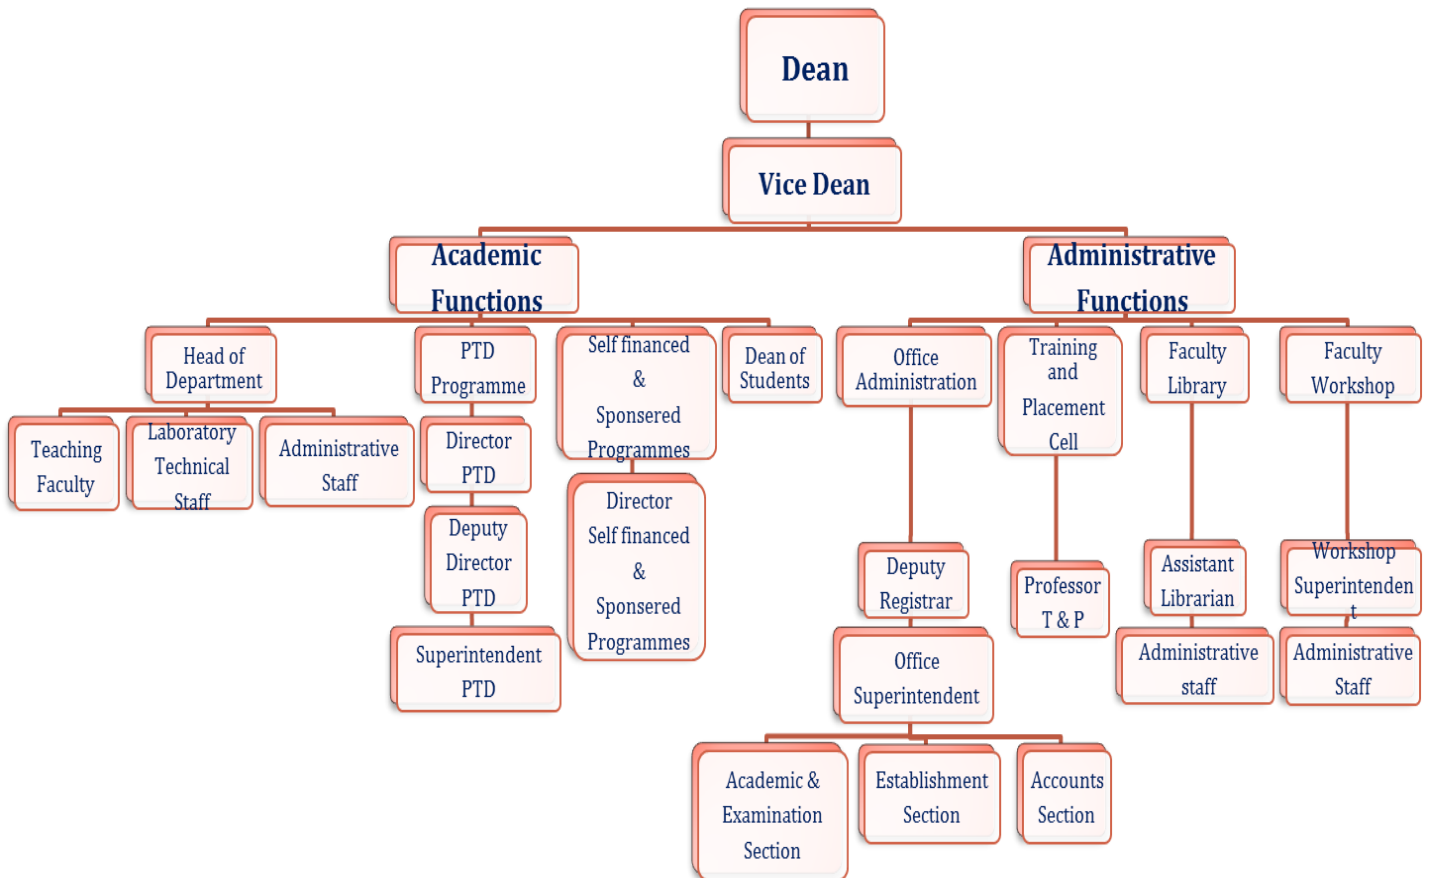 Dean
Vice Dean
Academic
Functions
Administrative
Functions
Head of
Department
PTD
Programme
Self financed
&
Sponsered
Programmes
Dean of
Students
Office
Administration
Training
and
Placement
Cell
Faculty
Library
Faculty
Workshop
Teaching
Faculty
Laboratory
Technical
Staff
Administrative
Staff
Director
PTD
Deputy
Director
PTD
Superintendent
PTD
Director
Self financed
&
Sponsered
Programmes
Deputy
Registrar
Professor
T & P
Assistant
Librarian
Workshop
Superintenden
t
Office
Superintendent
Administrative
staff
Administrative
Staff
Academic &
Examination
Section
Establishment
Section
Accounts
Section